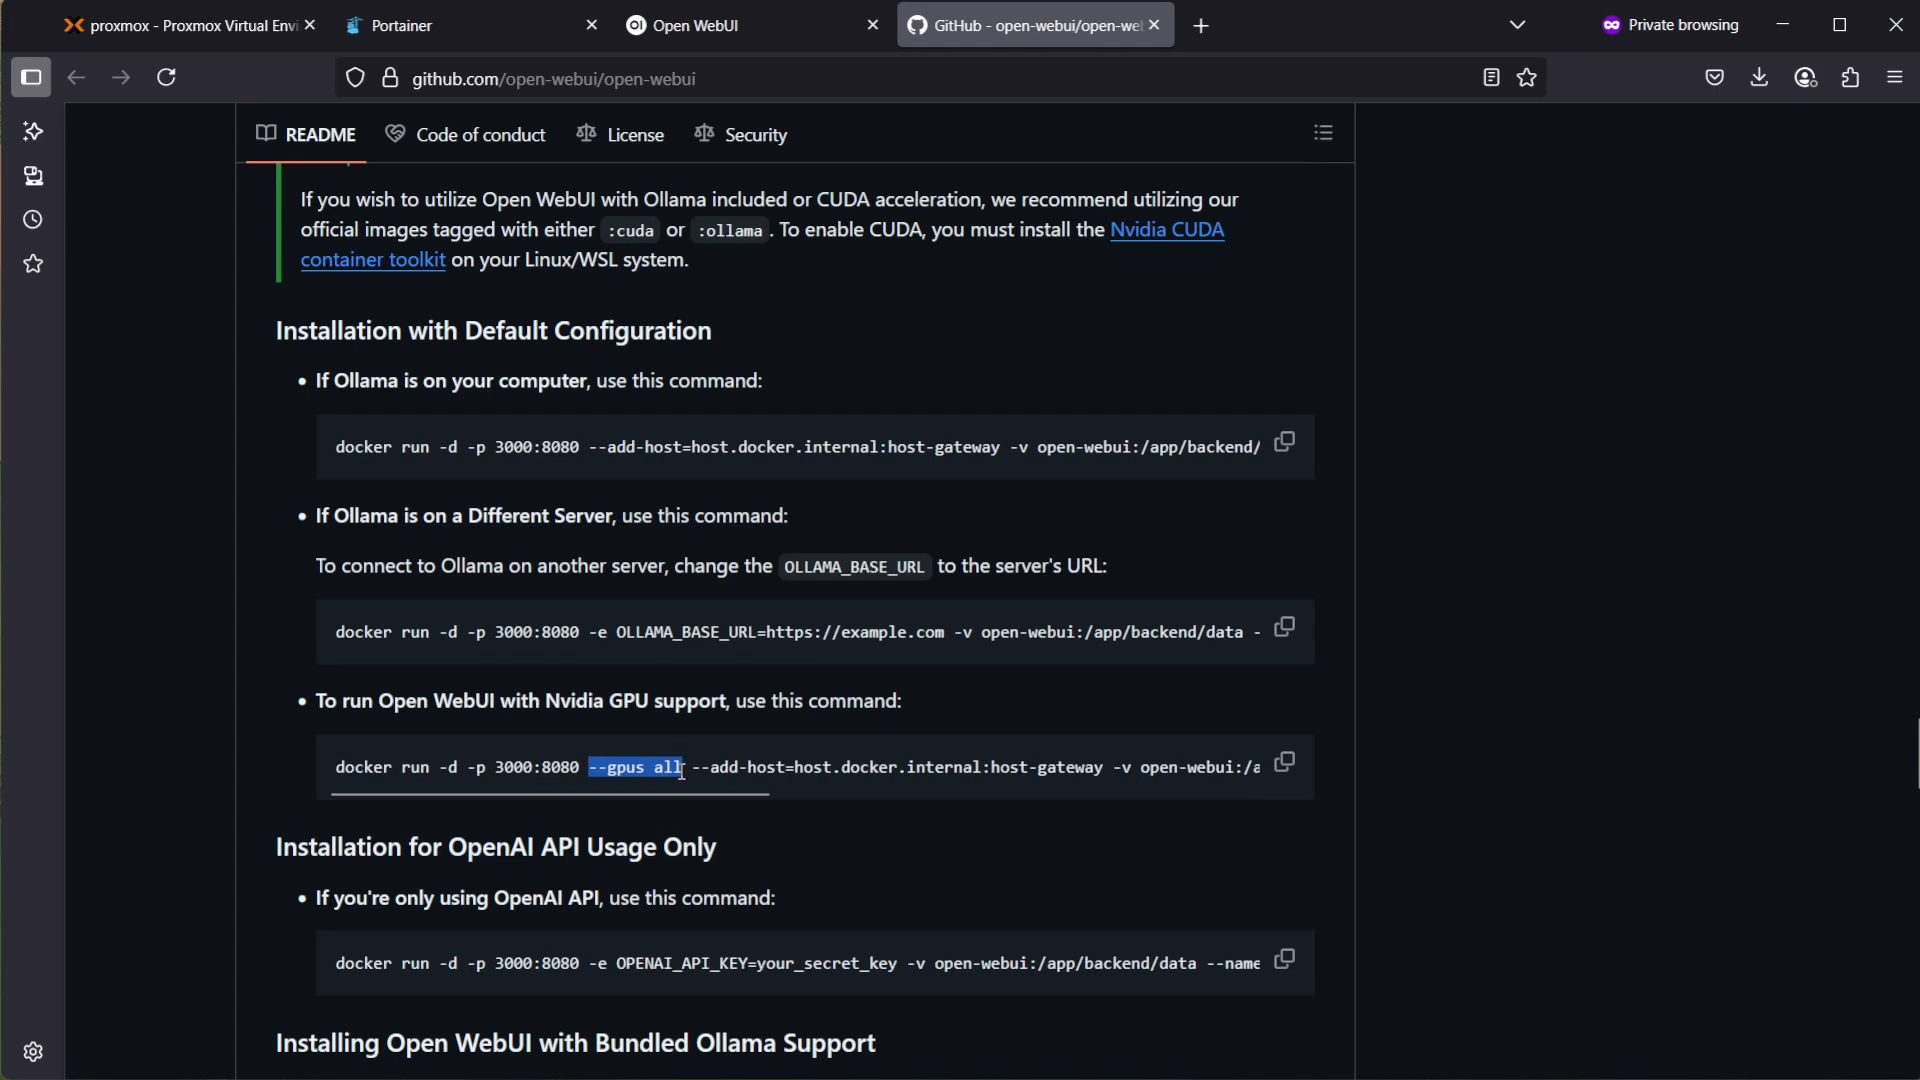 proxmox - Proxmox Virtual Envi
Portainer
OI Open WebUI
GitHub - open-webui/open-we
Private browsing
github.com/open-webui/open-webui
README
Code of conduct
License
Security
If you wish to utilize Open WebUI with Ollama included or CUDA acceleration, we recommend utilizing our
official images tagged with either :cuda or :ollama. To enable CUDA, you must install the Nvidia CUDA
container toolkit on your Linux/WSL system.
Installation with Default Configuration
• If Ollama is on your computer, use this command:
docker run -d -p 3000:8080 --add-host=host.docker.internal:host-gateway -v open-webui:/app/backend/
• If Ollama is on a Different Server, use this command:
To connect to Ollama on another server, change the OLLAMA_BASE_URL to the server's URL:
docker run -d -p 3000:8080 -e OLLAMA_BASE_URL=https://example.com -v open-webui:/app/backend/data -
• To run Open WebUI with Nvidia GPU support, use this command:
docker run -d -p 3000:8080 --gpus all --add-host=host.docker.internal:host-gateway -v open-webui:/a
Installation for OpenAI API Usage Only
• If you're only using OpenAI API, use this command:
docker run -d -p 3000:8080 -e OPENAI_API_KEY=your_secret_key -v open-webui:/app/backend/data --name
Installing Open WebUI with Bundled Ollama Support